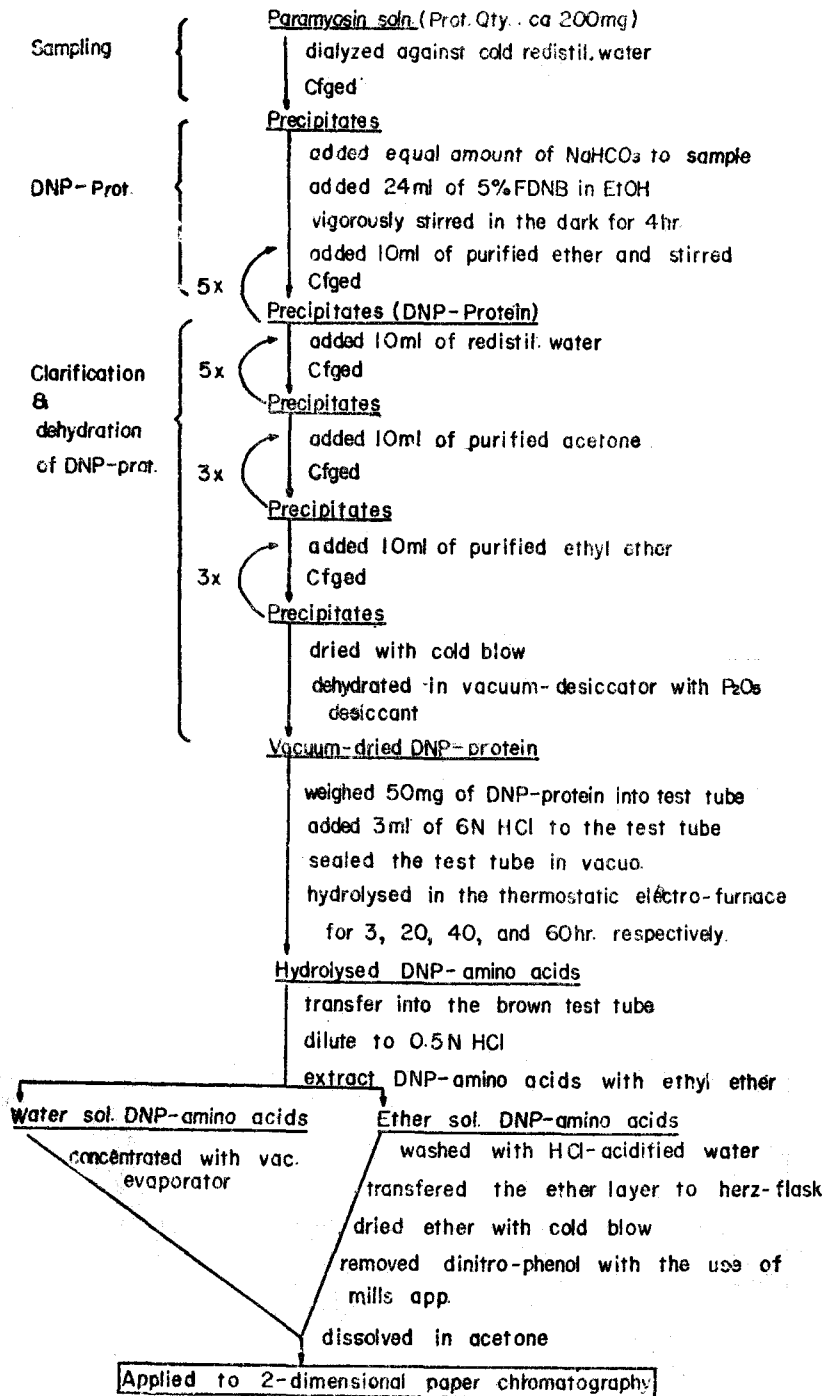 Paramyosin soln. (Prot. Qty. ca 200mg)
Sampling
dialyzed against cold redistil. water
Cfged
Precipitates
added equal amount of NaHCO₃ to sample
DNP-Prot.
added 24ml of 5% FDNB in EtOH
vigorously stirred in the dark for 4hr.
added 10ml of purified ether and stirred
5x
Cfged
Precipitates (DNP-Protein)
added 10ml of redistil. water
Clarification
&
dehydration
of DNP-prot.
5x
Cfged
Precipitates
added 10ml of purified acetone
3x
Cfged
Precipitates
added 10ml of purified ethyl ether
3x
Cfged
Precipitates
dried with cold blow
dehydrated in vacuum-desiccator with P₂O₅
desiccant
Vacuum-dried DNP-protein
weighed 50mg of DNP-protein into test tube
added 3ml of 6N HCl to the test tube
sealed the test tube in vacuo.
hydrolysed in the thermostatic electro-furnace
for 3, 20, 40, and 60hr. respectively.
Hydrolysed DNP-amino acids
transfer into the brown test tube
dilute to 0.5N HCl
extract DNP-amino acids with ethyl ether
Water sol. DNP-amino acids
concentrated with vac.
evaporator
Ether sol. DNP-amino acids
washed with HCl-acidified water
transfered the ether layer to herz-flask
dried ether with cold blow
removed dinitro-phenol with the use of
mills app.
dissolved in acetone
Applied to 2-dimensional paper chromatography